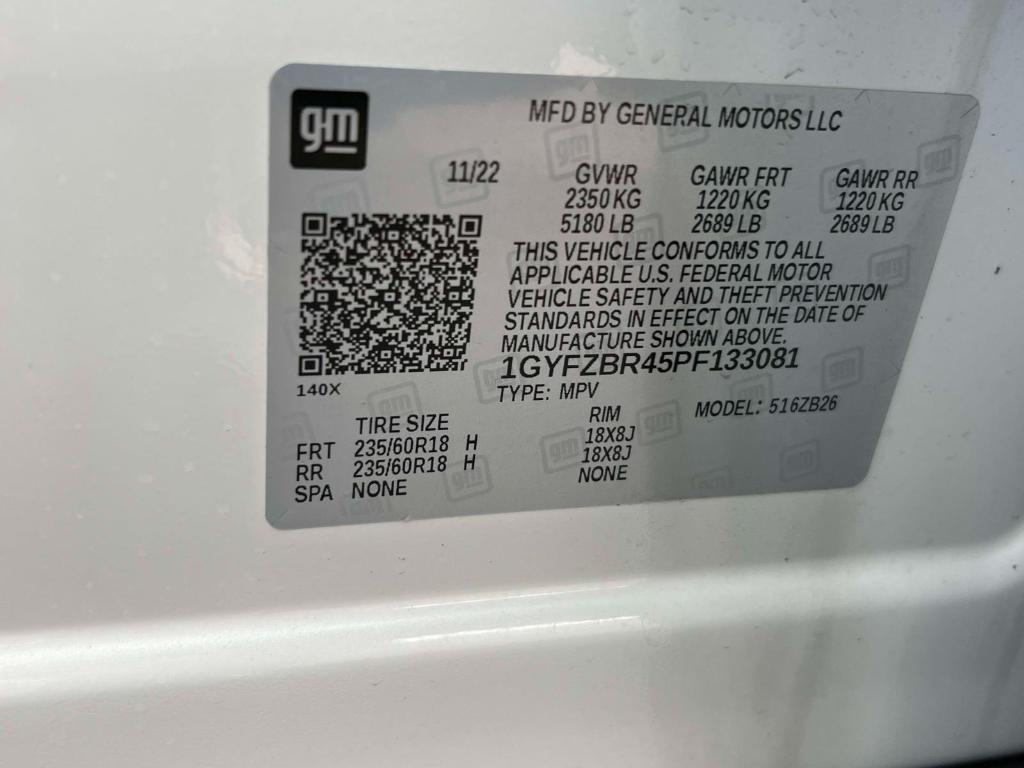 gm
MFD BY GENERAL MOTORS LLC
11/22 GVWR GAWR FRT GAWR RR
2350 KG 1220 KG 1220 KG
5180 LB 2689 LB 2689 LB
THIS VEHICLE CONFORMS TO ALL
APPLICABLE U.S. FEDERAL MOTOR
VEHICLE SAFETY AND THEFT PREVENTION
STANDARDS IN EFFECT ON THE DATE OF
MANUFACTURE SHOWN ABOVE.
1GYFZBR45PF133081
140X
TYPE: MPV MODEL: 516ZB26
TIRE SIZE RIM
FRT 235/60R18 H 18X8J
RR 235/60R18 H 18X8J
SPA NONE NONE